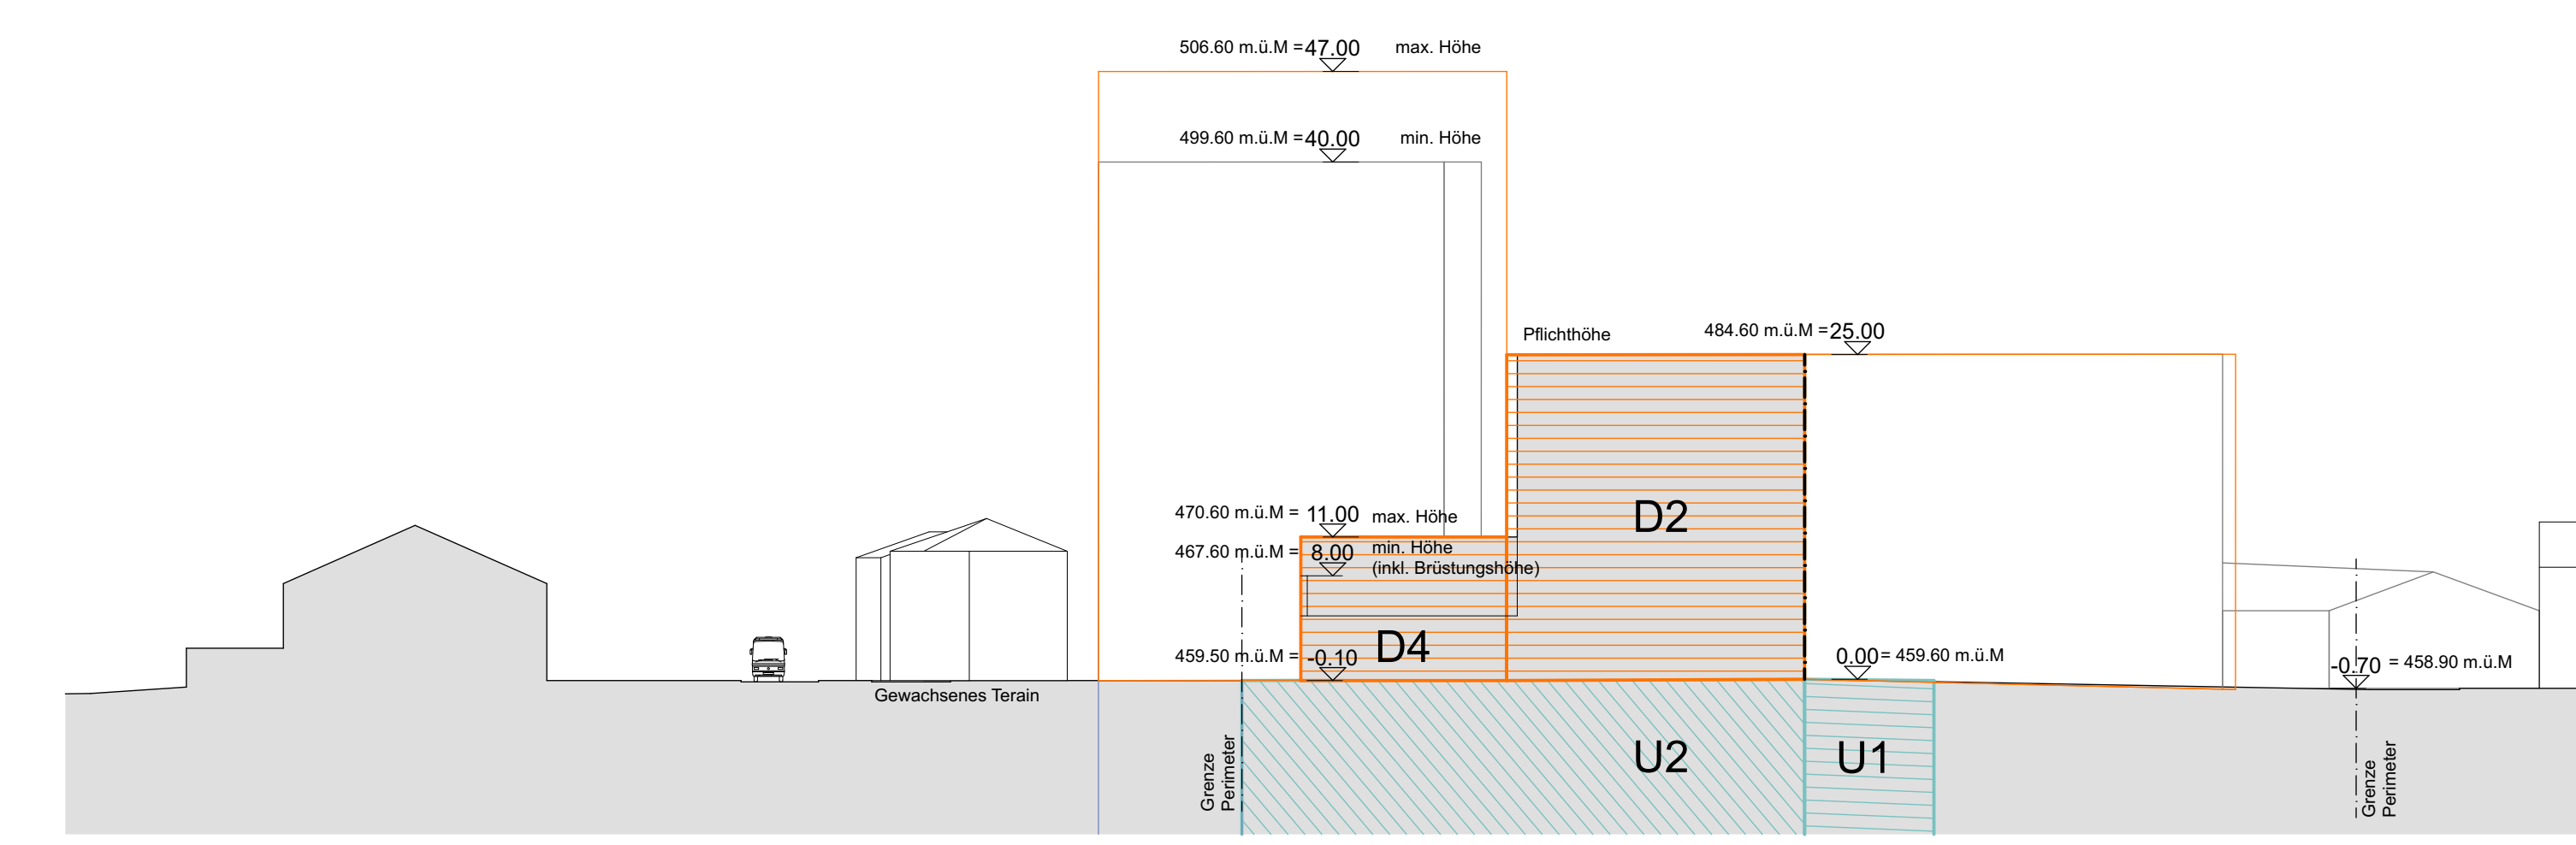 506.60 m.ü.M =47.00 max. Höhe
499.60 m.ü.M =40.00 min. Höhe
Pflichthöhe 484.60 m.ü.M =25.00
470.60 m.ü.M = 11.00 max. Höhe
D2
467.60 m.ü.M = 8.00 min. Höhe
(inkl. Brüstungshöhe)
D4
459.50 m.ü.M = -0.10
0.00= 459.60 m.ü.M
-0.70 = 458.90 m.ü.M
Gewachsenes Terain
U2
U1
Grenze
Perimeter
Grenze
Perimeter